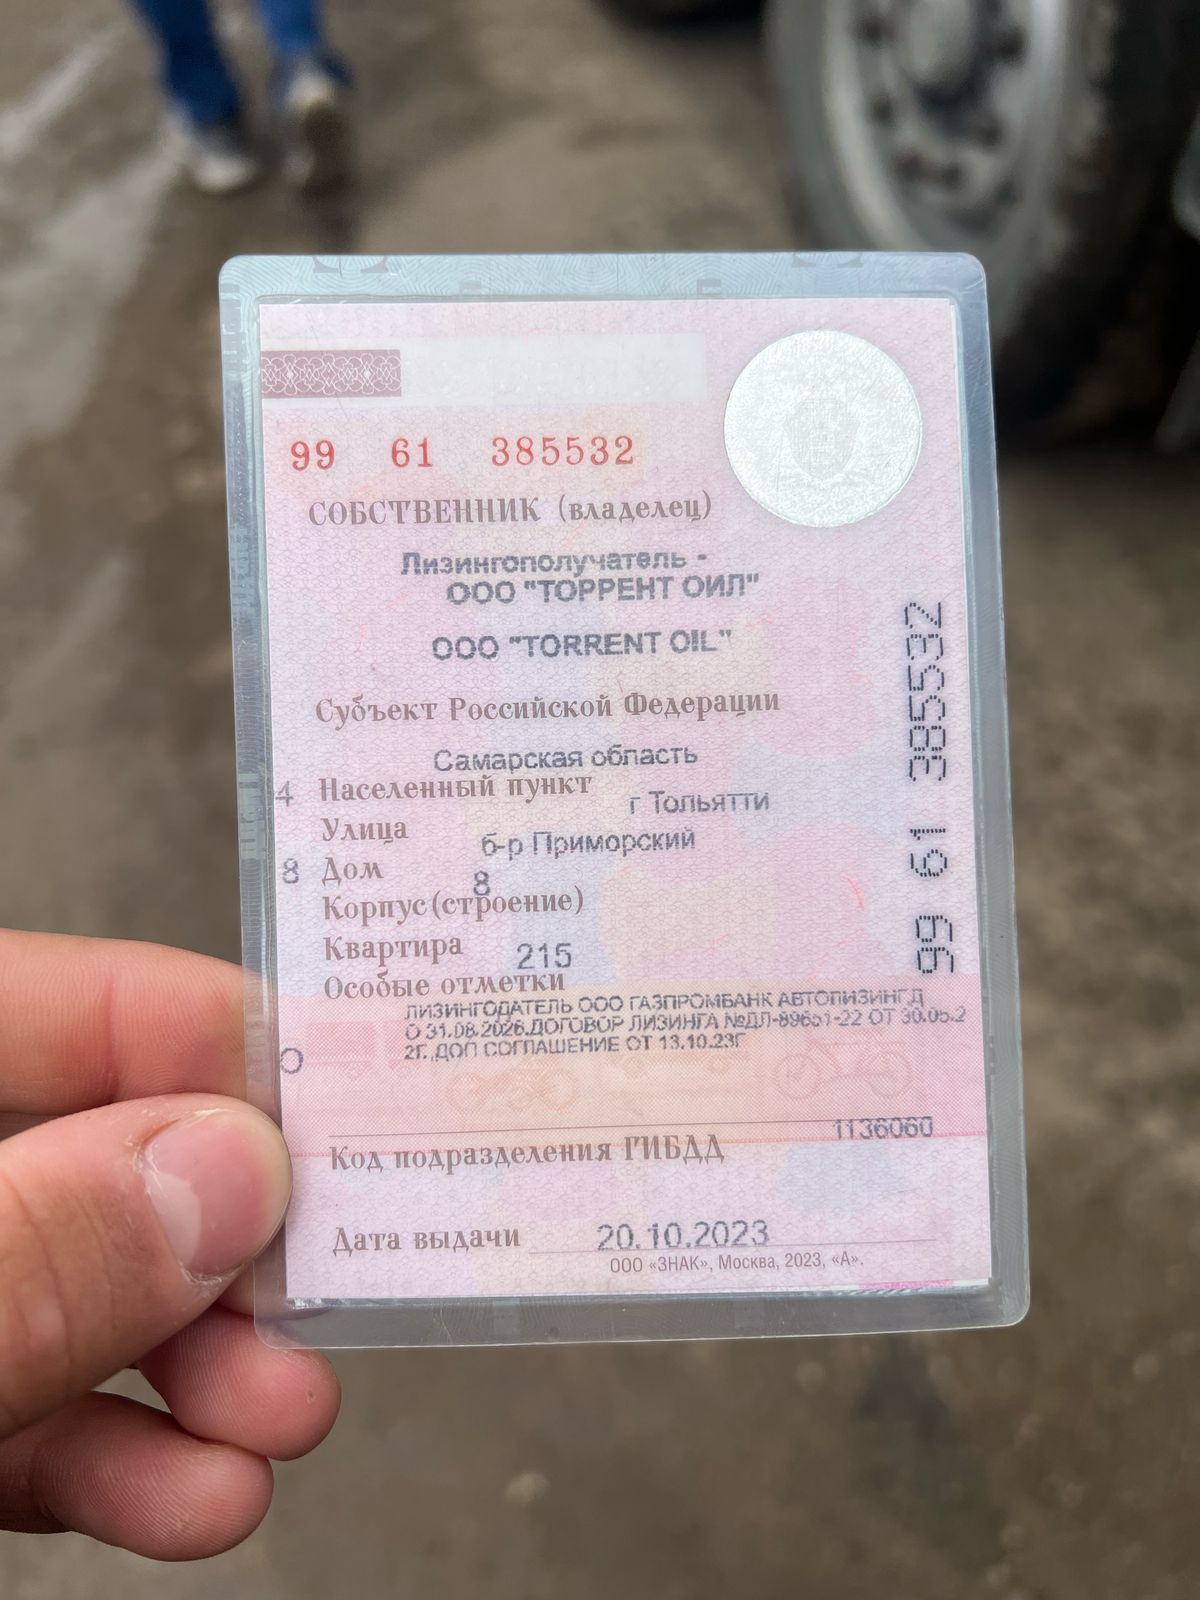 99 61 385532
СОБСТВЕННИК (владелец)
Лизингополучатель -
ООО "ТОРРЕНТ ОИЛ"
ООО "TORRENT OIL"
Субъект Российской Федерации
Самарская область
4 Населенный пункт г Тольятти
Улица б-р Приморский
8 Дом 8
Корпус (строение)
Квартира 215
Особые отметки
ЛИЗИНГОДАТЕЛЬ ООО ГАЗПРОМБАНК АВТОЛИЗИНГ,Д
О 31.08.2026,ДОГОВОР ЛИЗИНГА №ДЛ-89651-22 ОТ 30.05.2
2Г.,ДОП СОГЛАШЕНИЕ ОТ 13.10.23Г
О
1136060
Код подразделения ГИБДД
Дата выдачи 20.10.2023
ООО «ЗНАК», Москва, 2023, «А».
99 61 385532